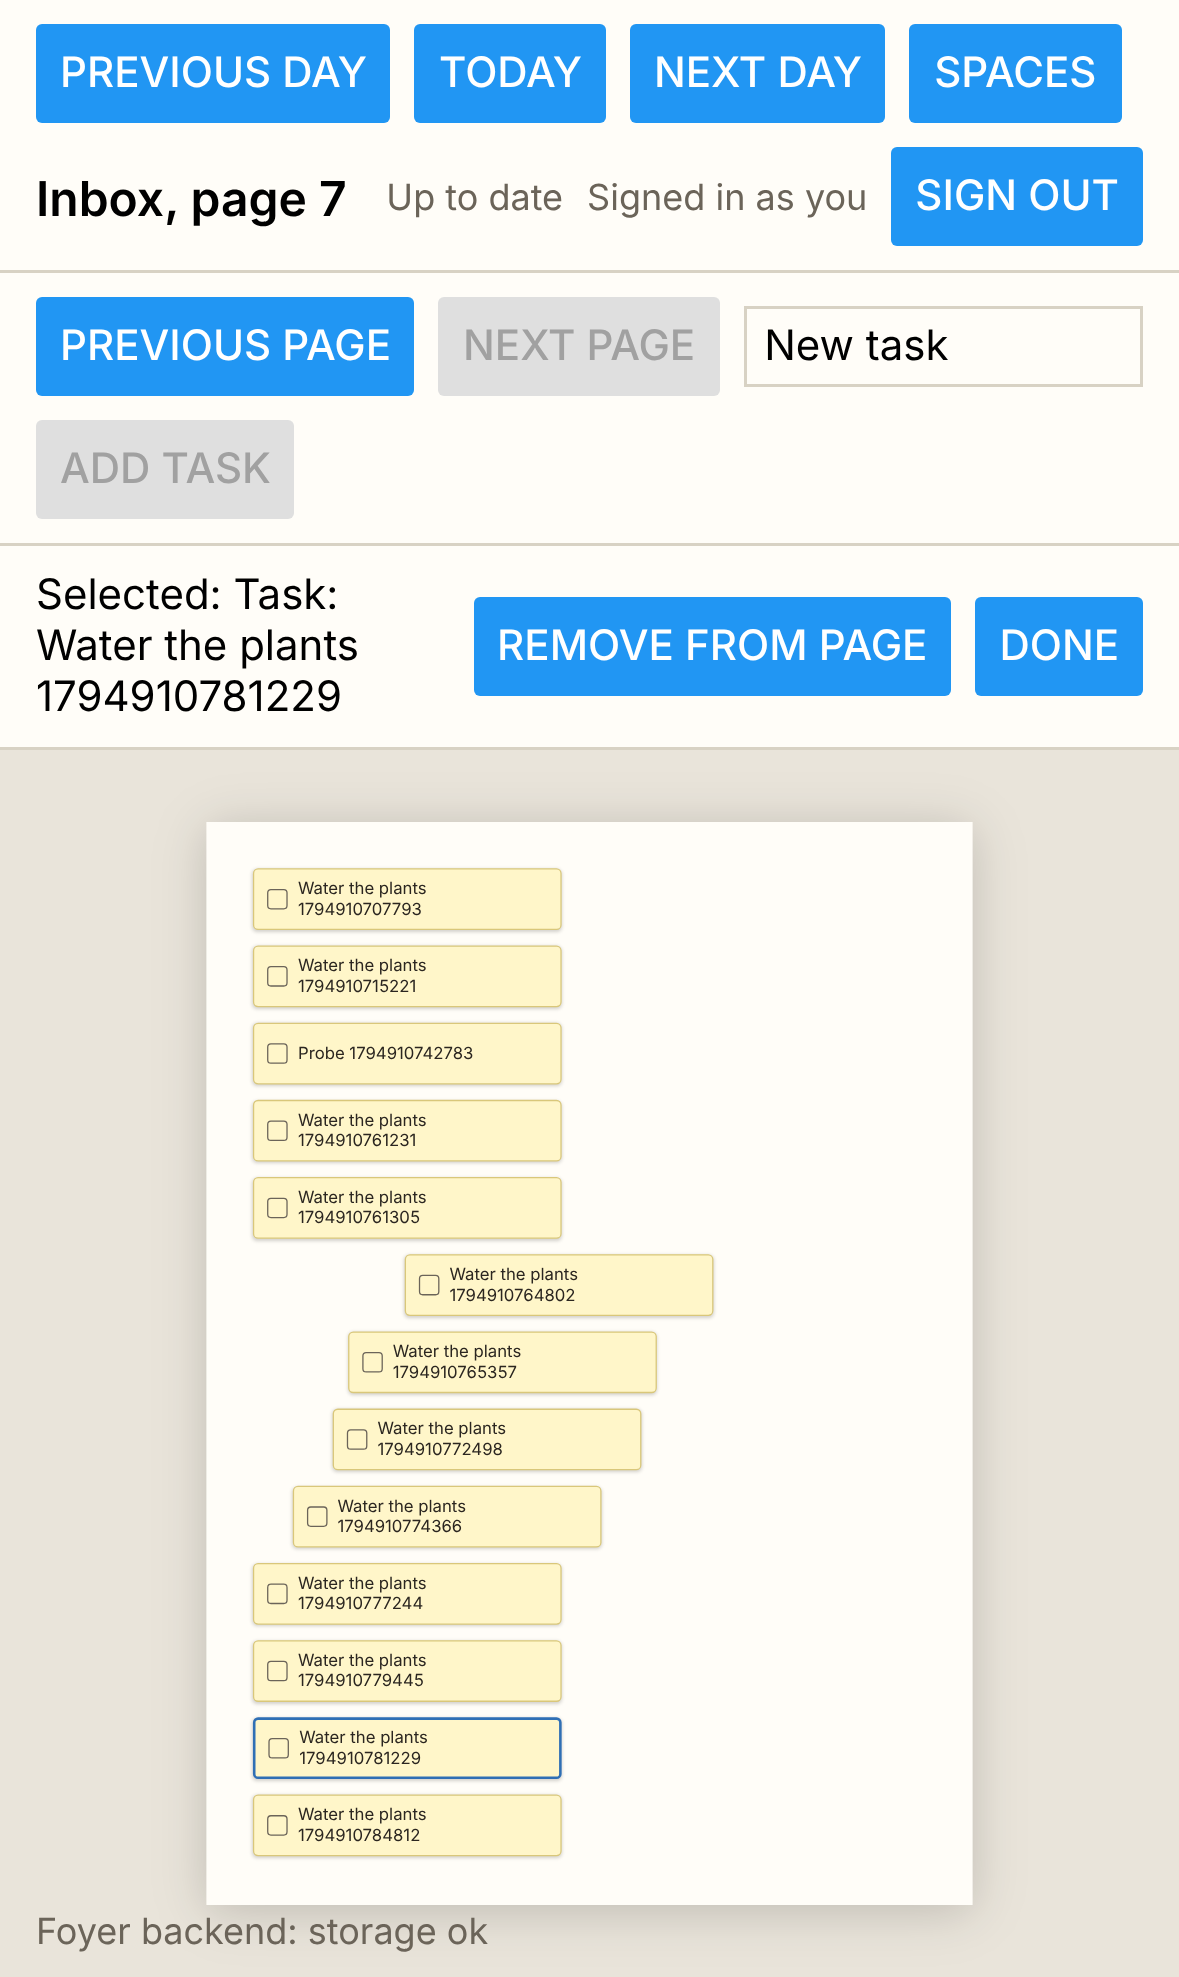 PREVIOUS DAY
TODAY
NEXT DAY
SPACES
Inbox, page 7
Up to date
Signed in as you
SIGN OUT
PREVIOUS PAGE
NEXT PAGE
New task
ADD TASK
Selected: Task:
Water the plants
1794910781229
REMOVE FROM PAGE
DONE
Water the plants
1794910707793
Water the plants
1794910715221
Probe 1794910742783
Water the plants
1794910761231
Water the plants
1794910761305
Water the plants
1794910764802
Water the plants
1794910765357
Water the plants
1794910772498
Water the plants
1794910774366
Water the plants
1794910777244
Water the plants
1794910779445
Water the plants
1794910781229
Water the plants
1794910784812
Foyer backend: storage ok